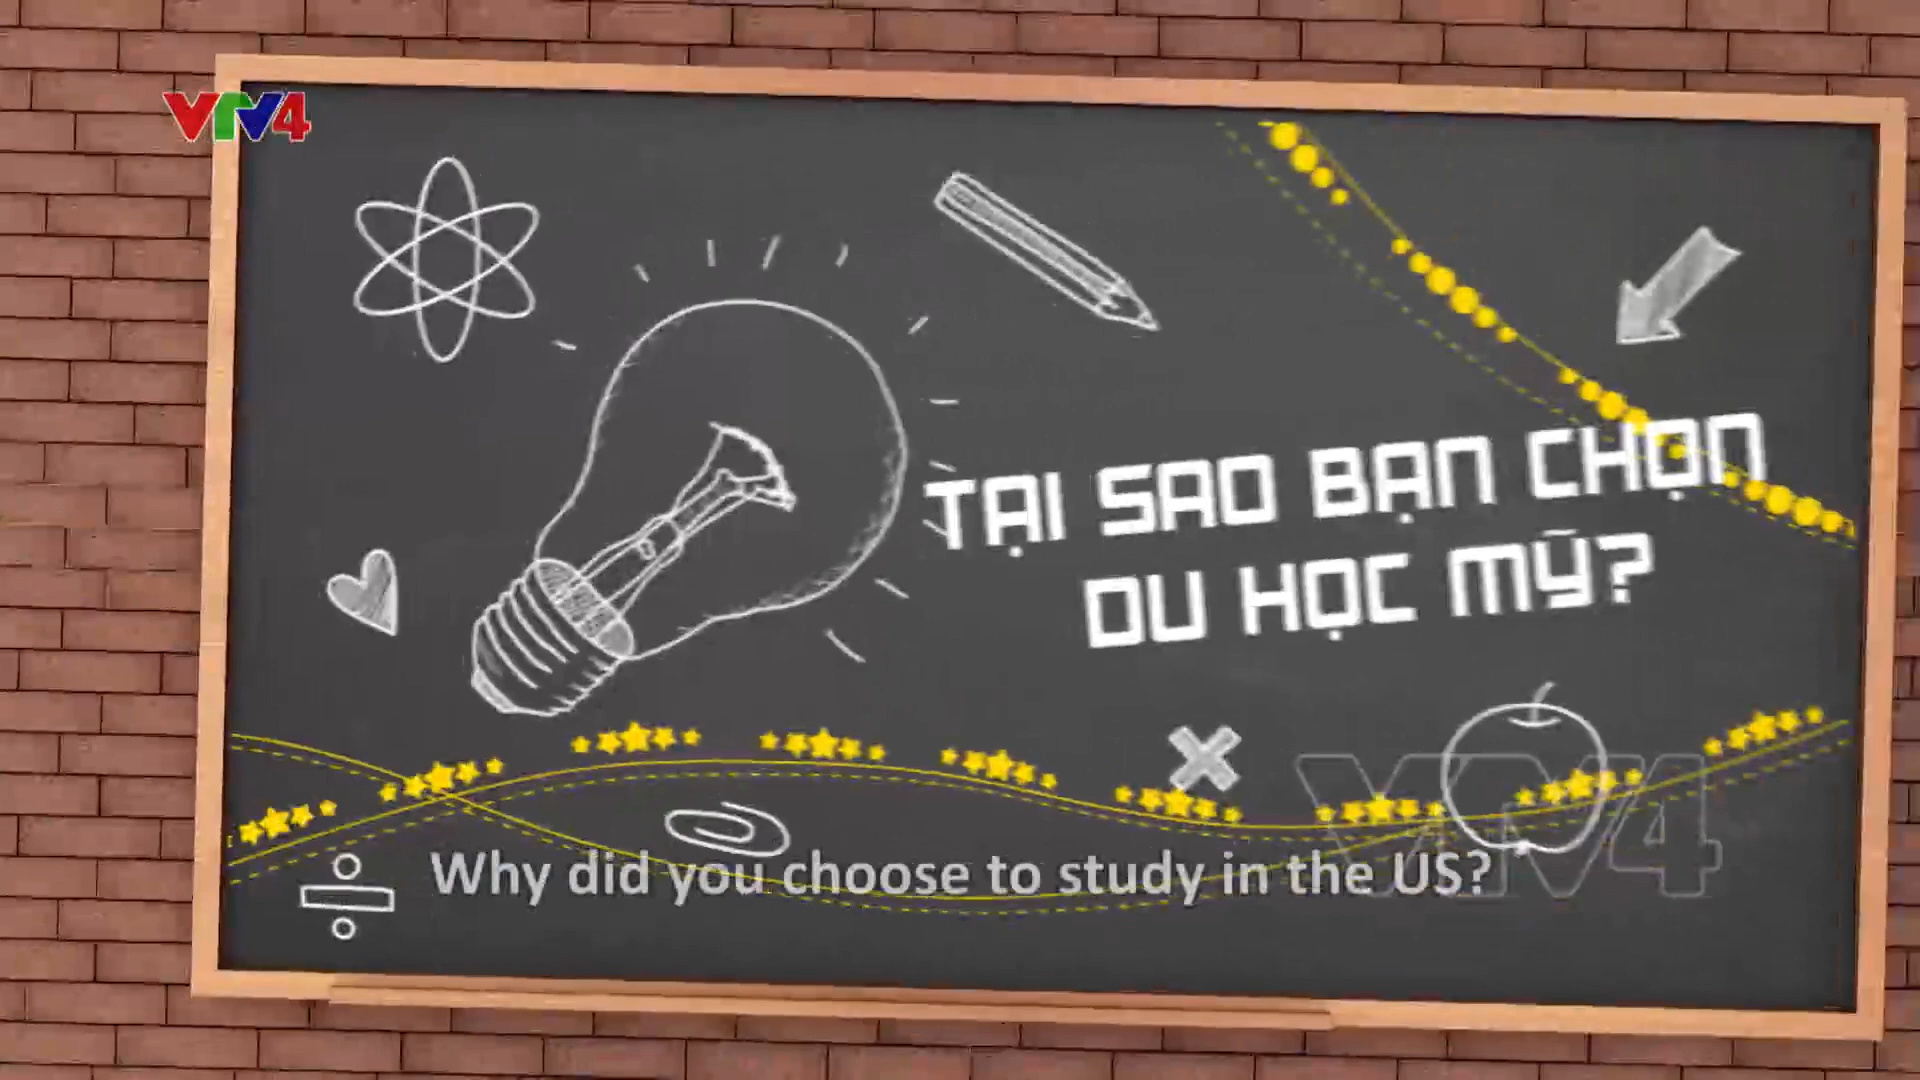 VTV4
TẠI SAO BẠN CHỌN
DU HỌC MỸ?
VTV4
Why did you choose to study in the US?